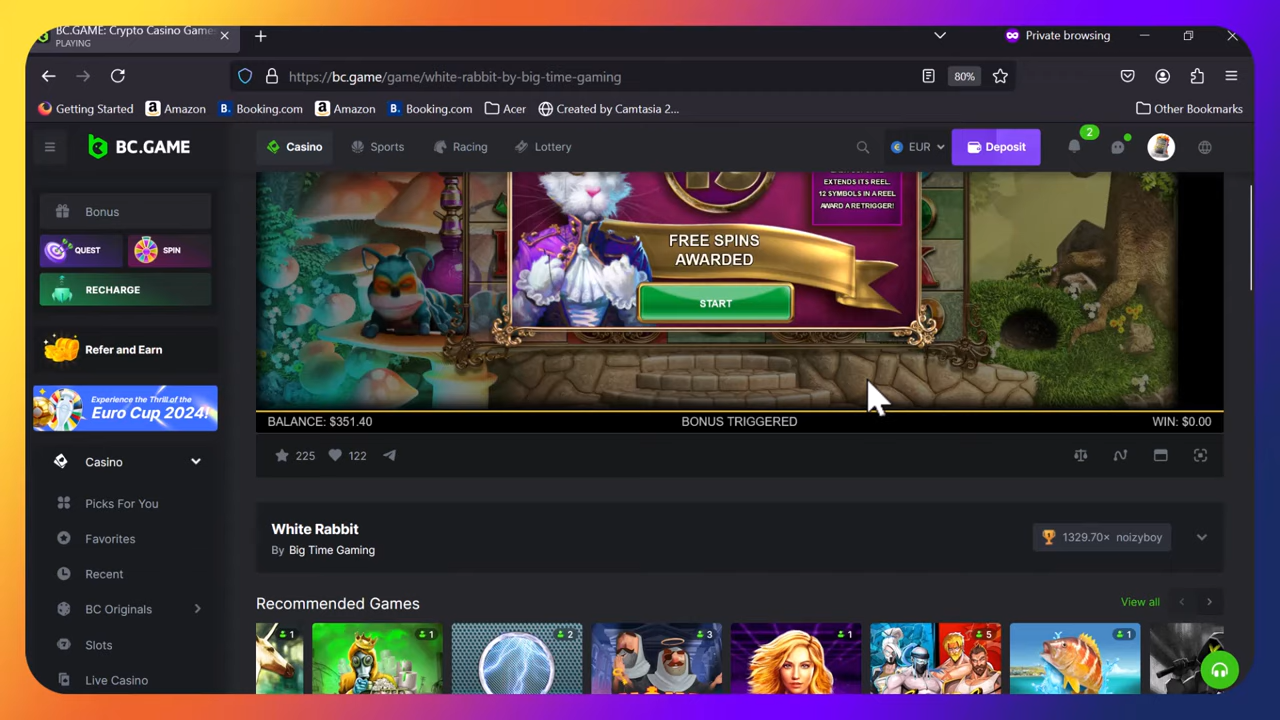 BC.GAME: Crypto Casino Games
PLAYING
Private browsing
https://bc.game/game/white-rabbit-by-big-time-gaming
80%
Getting Started
Amazon
B. Booking.com
Amazon
B. Booking.com
Acer
Created by Camtasia 2...
Other Bookmarks
BC.GAME
Casino
Sports
Racing
Lottery
EUR
Deposit
2
Bonus
QUEST
SPIN
RECHARGE
Refer and Earn
Experience the Thrill of the
Euro Cup 2024!
Casino
Picks For You
Favorites
Recent
BC Originals
Slots
Live Casino
EXTENDS ITS REEL.
12 SYMBOLS IN A REEL
AWARD A RETRIGGER!
FREE SPINS
AWARDED
START
BALANCE: $351.40
BONUS TRIGGERED
WIN: $0.00
225
122
White Rabbit
By Big Time Gaming
1329.70× noizyboy
Recommended Games
View all
1
1
2
3
1
5
1